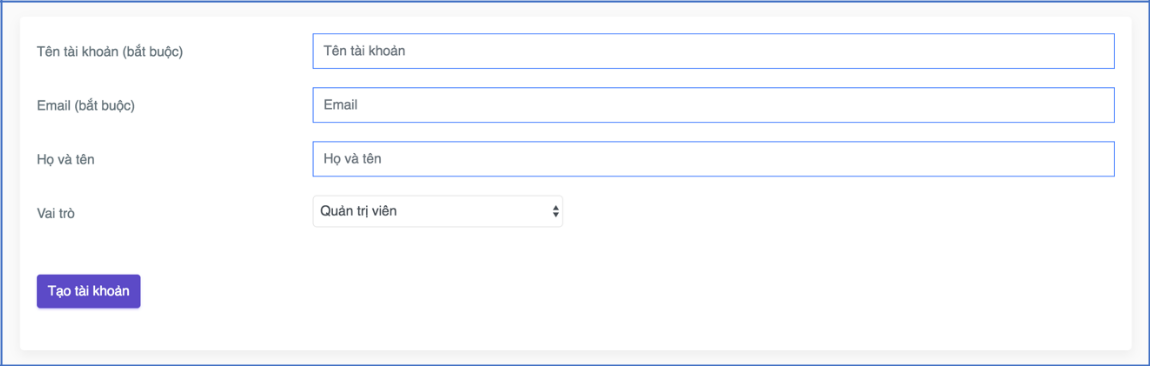 Tên tài khoản (bắt buộc)
Tên tài khoản
Email (bắt buộc)
Email
Họ và tên
Họ và tên
Vai trò
Quản trị viên
Tạo tài khoản